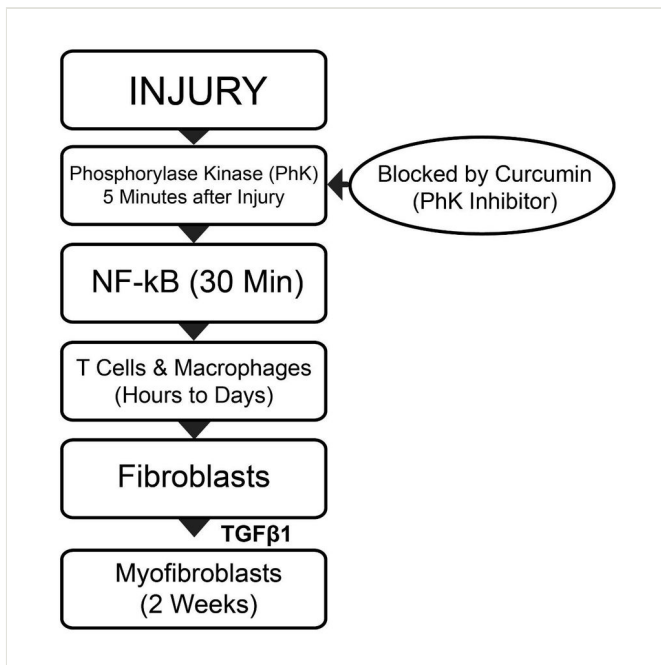 INJURY
Phosphorylase Kinase (PhK)
5 Minutes after Injury
Blocked by Curcumin
(PhK Inhibitor)
NF-kB (30 Min)
T Cells & Macrophages
(Hours to Days)
Fibroblasts
TGFβ1
Myofibroblasts
(2 Weeks)